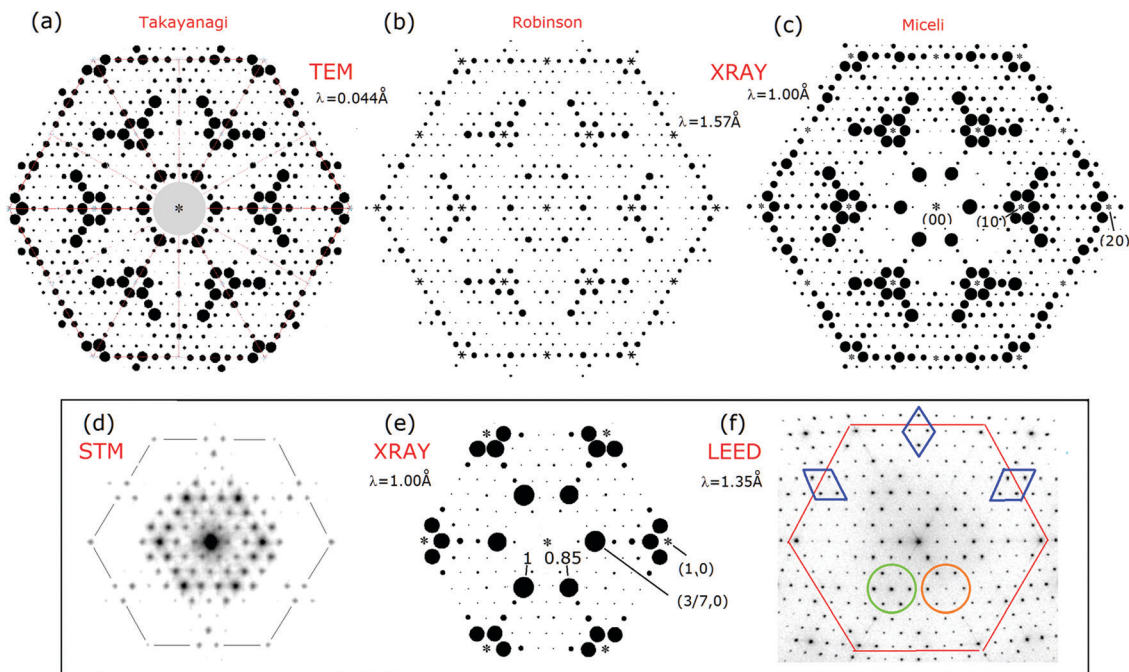 (a) Takayanagi
TEM
λ=0.044Å
(b) Robinson
λ=1.57Å
(c) Miceli
XRAY
λ=1.00Å
(00)
(10)
(20)
(d)
STM
(e)
XRAY
λ=1.00Å
1 0.85
(1,0)
(3/7,0)
(f)
LEED
λ=1.35Å